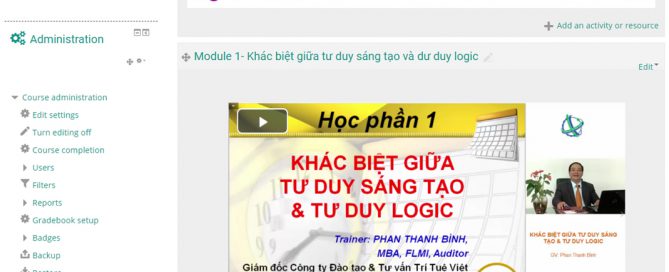 Add an activity or resource
Administration
Module 1- Khác biệt giữa tư duy sáng tạo và dư duy logic
Edit
Course administration
Edit settings
Turn editing off
Course completion
Users
Filters
Reports
Gradebook setup
Badges
Backup
Học phần 1
KHÁC BIỆT GIỮA
TƯ DUY SÁNG TẠO
& TƯ DUY LOGIC
Trainer: PHAN THANH BÌNH,
MBA, FLMI, Auditor
Giám đốc Công ty Đào tạo & Tư vấn Trí Tuệ Việt
KHÁC BIỆT GIỮA TƯ DUY SÁNG
TẠO & TƯ DUY LOGIC
GV: Phan Thanh Bình